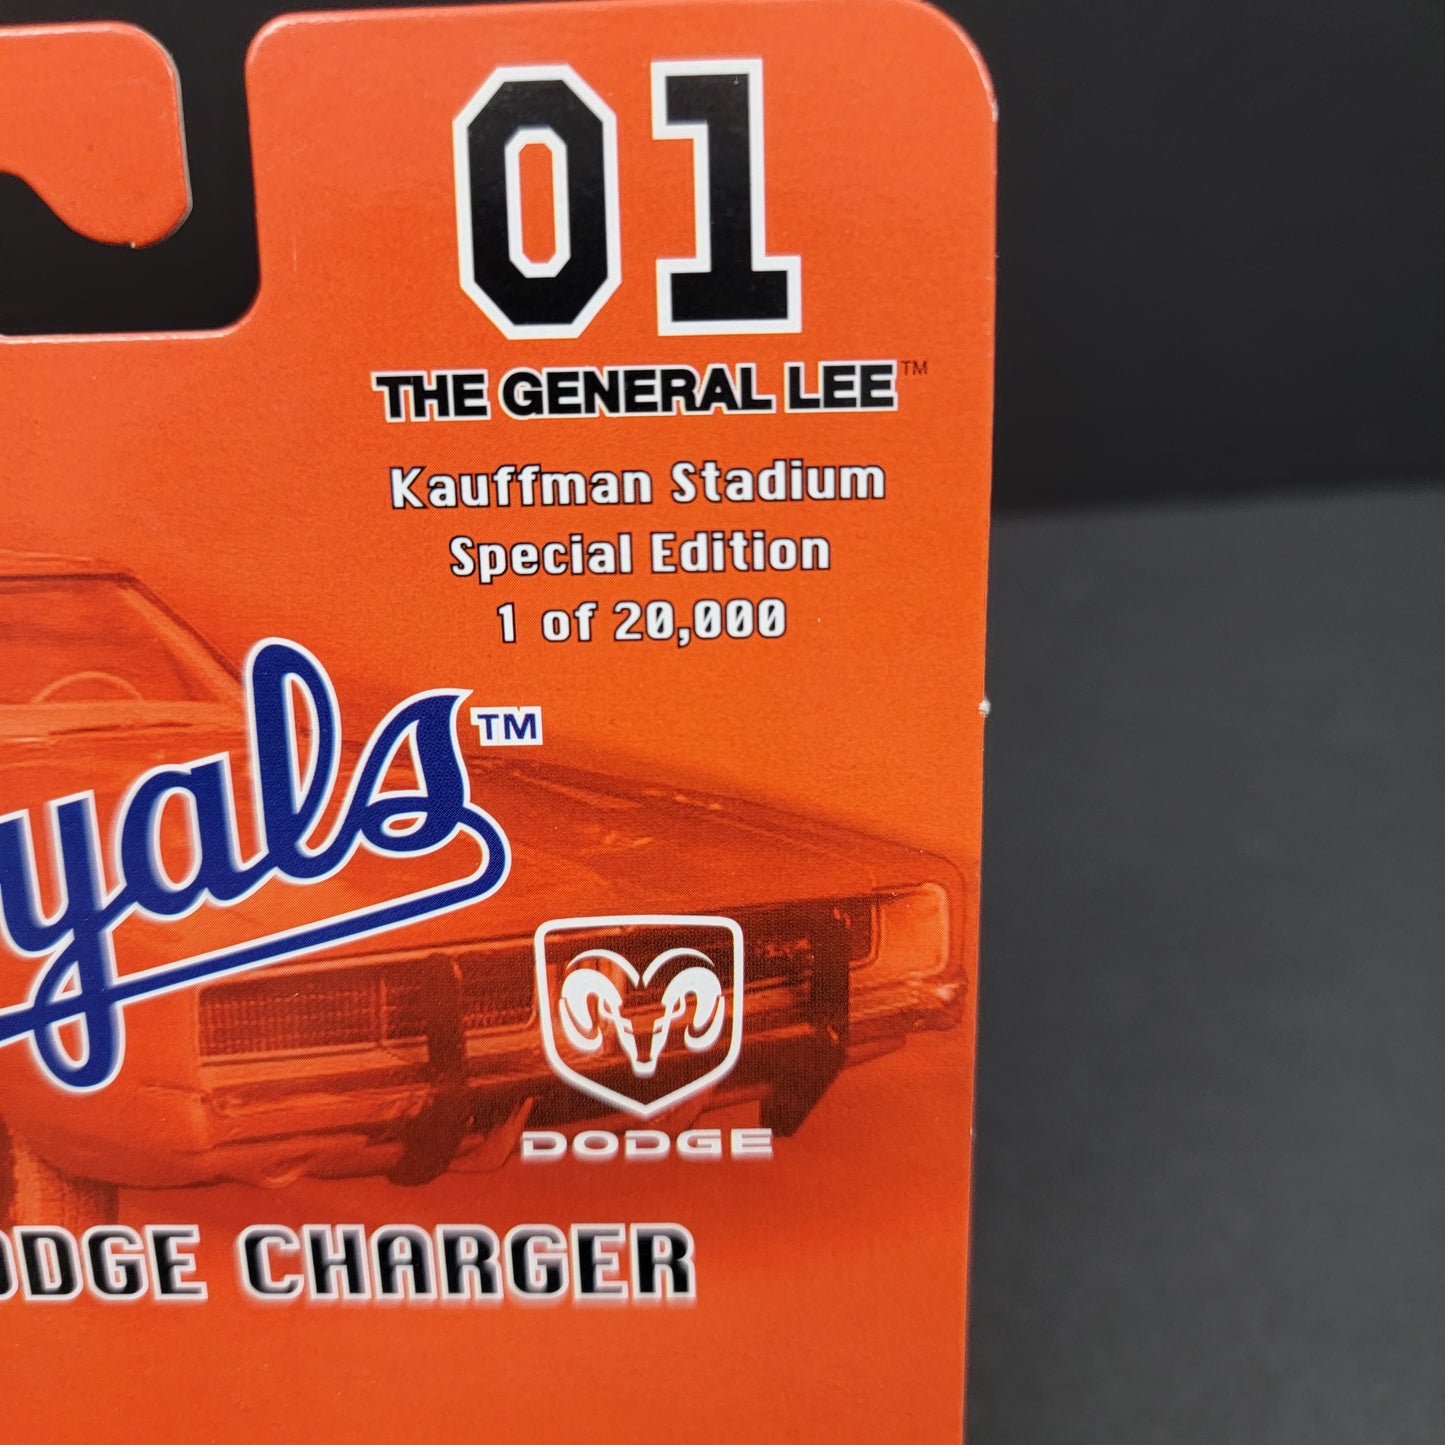 01
THE GENERAL LEE™
Kauffman Stadium
Special Edition
1 of 20,000
yals™
DODGE
ODGE CHARGER